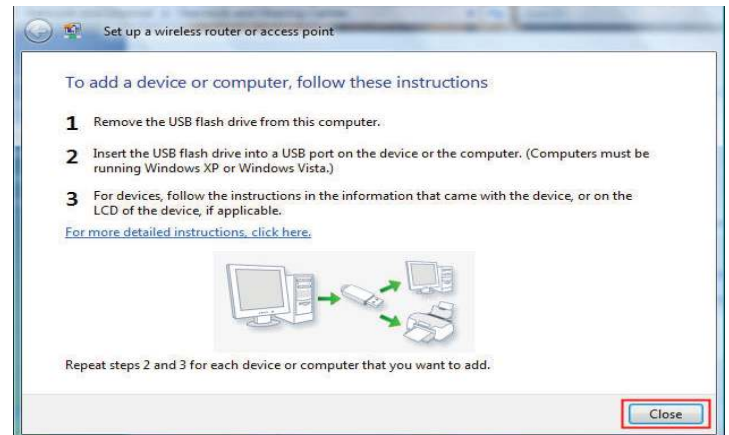 Set up a wireless router or access point
To add a device or computer, follow these instructions
1 Remove the USB flash drive from this computer.
2 Insert the USB flash drive into a USB port on the device or the computer. (Computers must be
running Windows XP or Windows Vista.)
3 For devices, follow the instructions in the information that came with the device, or on the
LCD of the device, if applicable.
For more detailed instructions, click here.
Repeat steps 2 and 3 for each device or computer that you want to add.
Close